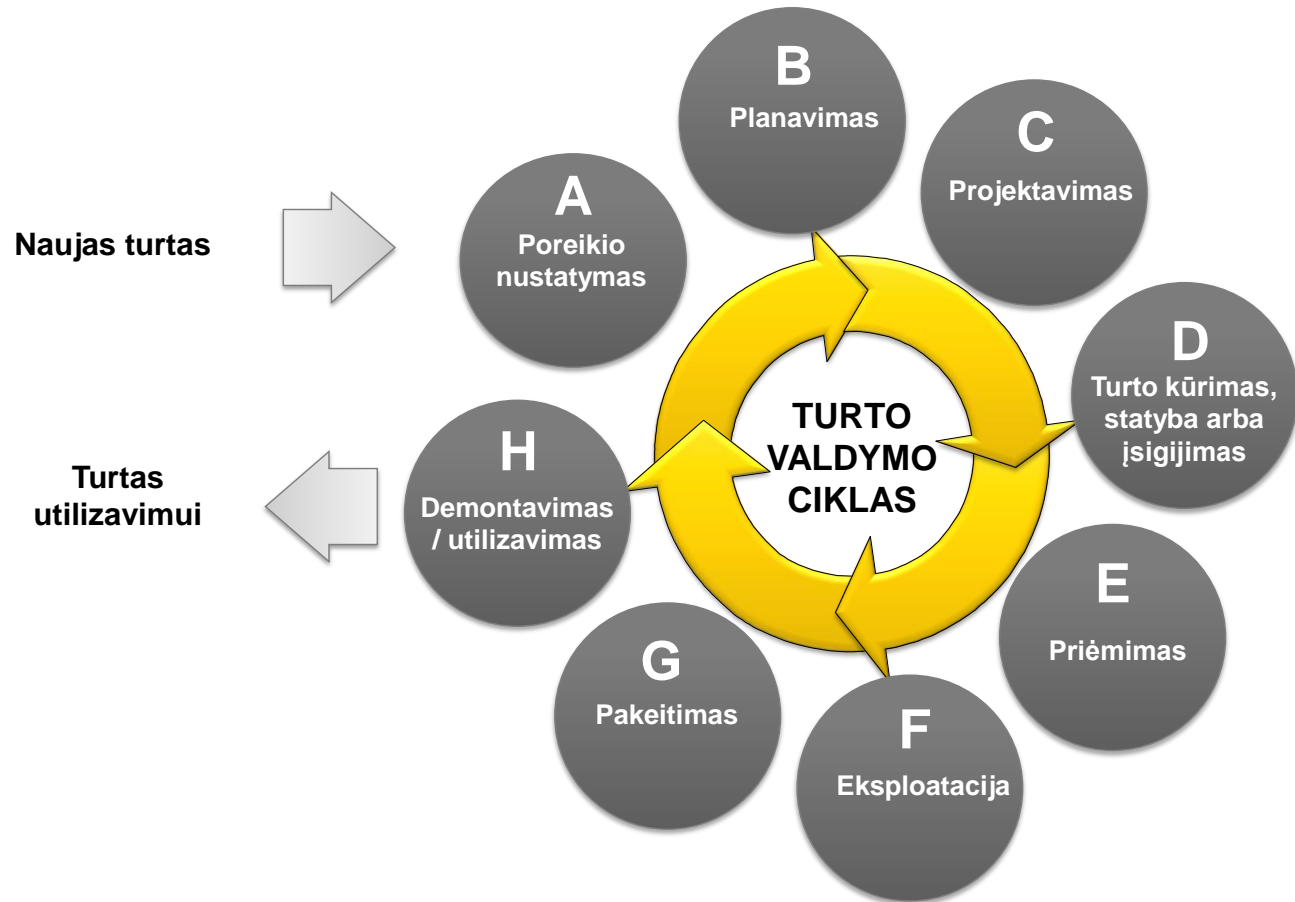 Naujas turtas
A
Poreikio
nustatymas
B
Planavimas
C
Projektavimas
D
Turto kūrimas,
statyba arba
įsigijimas
E
Priėmimas
F
Eksploatacija
G
Pakeitimas
H
Demontavimas
/ utilizavimas
Turtas
utilizavimui
TURTO
VALDYMO
CIKLAS